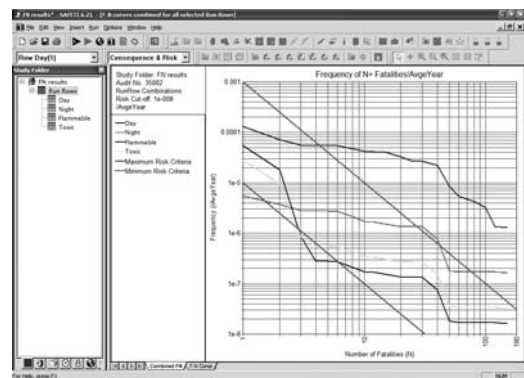 FN results* - SAFETI 6.21 - [F-N curves combined for all selected Run Rows]
File Edit View Insert Run Options Window Help
Row Day(1)
Consequence & Risk
Study Folder
FN results
Run Rows
Day
Night
Flammable
Toxic
Study Folder: FN results
Audit No. 35002
RunRow Combinations
Risk Cut-off: 1e-008
/AvgeYear
Day
Night
Flammable
Toxic
Maximum Risk Criteria
Minimum Risk Criteria
Frequency of N+ Fatalities/AvgeYear
Frequency (/AvgeYear)
0.001
0.0001
1e-5
1e-6
1e-7
1e-8
1
10
100
180
Number of Fatalities (N)
Combined FN
F-N Curve
For Help, press F1
NUM